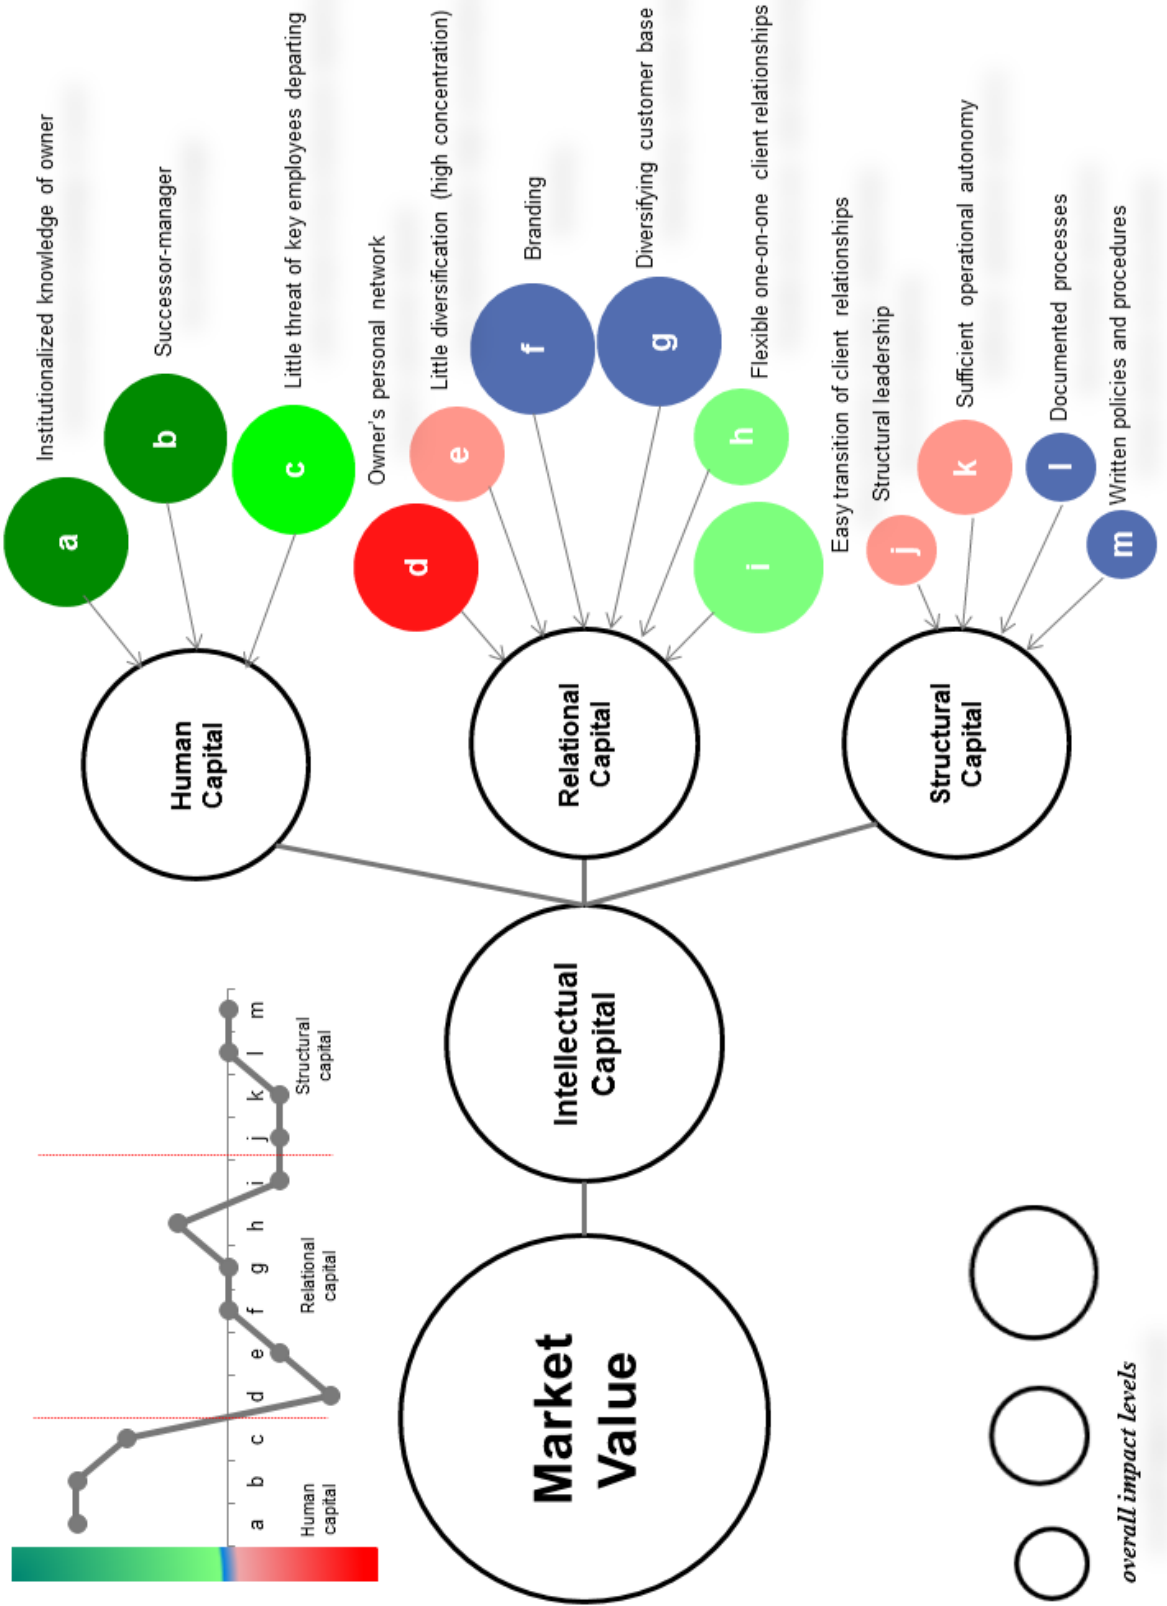 Market
Value
Intellectual
Capital
Human
Capital
Relational
Capital
Structural
Capital
a
b
c
d
e
f
g
h
i
j
k
l
m
Institutionalized knowledge of owner
Successor-manager
Little threat of key employees departing
Owner's personal network
Little diversification (high concentration)
Branding
Diversifying customer base
Flexible one-on-one client relationships
Easy transition of client relationships
Structural leadership
Sufficient operational autonomy
Documented processes
Written policies and procedures
a b c d e f g h i j k l m
Human
capital
Relational
capital
Structural
capital
overall impact levels